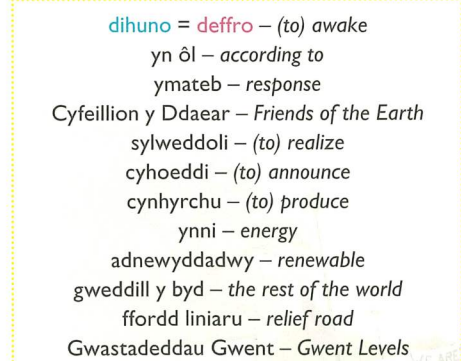 dihuno = deffro – (to) awake
yn ôl – according to
ymateb – response
Cyfeillion y Ddaear – Friends of the Earth
sylweddoli – (to) realize
cyhoeddi – (to) announce
cynhyrchu – (to) produce
ynni – energy
adnewyddadwy – renewable
gweddill y byd – the rest of the world
ffordd liniaru – relief road
Gwastadeddau Gwent – Gwent Levels